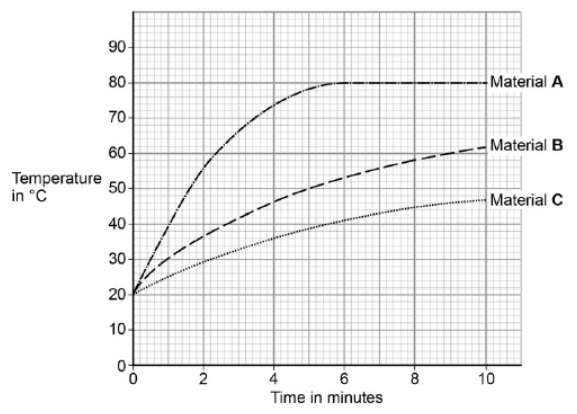 90
80
70
60
50
40
30
20
10
0
Temperature
in °C
Material A
Material B
Material C
0 2 4 6 8 10
Time in minutes